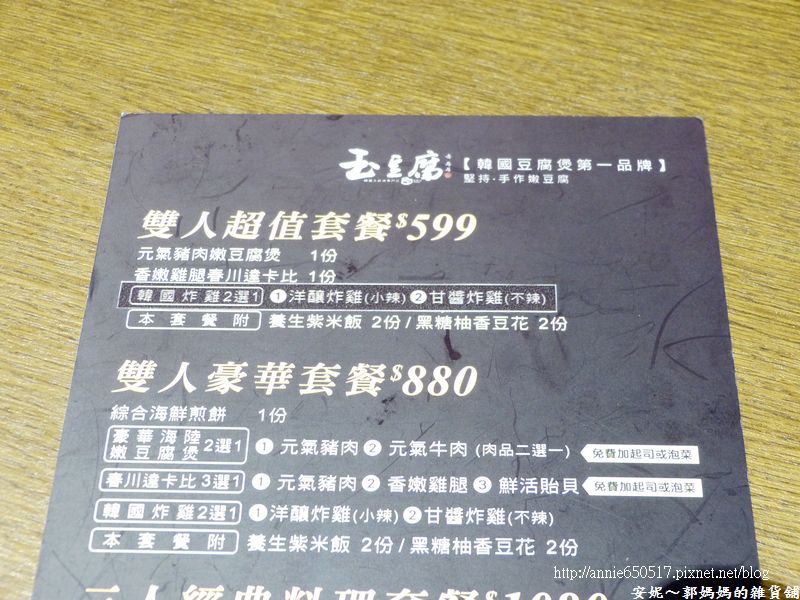 玉豆腐【韓國豆腐煲第一品牌】
堅持·手作嫩豆腐
雙人超值套餐$599
元氣豬肉嫩豆腐煲 1份
香嫩雞腿春川達卡比 1份
韓國炸雞2選1 ❶洋釀炸雞(小辣) ❷甘醬炸雞(不辣)
本套餐附 養生紫米飯 2份 / 黑糖柚香豆花 2份
雙人豪華套餐$880
綜合海鮮煎餅 1份
豪華海陸嫩豆腐煲 2選1 ❶ 元氣豬肉 ❷ 元氣牛肉 (肉品二選一) 免費加起司或泡菜
春川達卡比3選1 ❶ 元氣豬肉 ❷ 香嫩雞腿 ❸ 鮮活貽貝 免費加起司或泡菜
韓國炸雞2選1 ❶洋釀炸雞(小辣) ❷甘醬炸雞(不辣)
本套餐附 養生紫米飯 2份 / 黑糖柚香豆花 2份
三人經典料理套餐$1080
http://annie650517.pixnet.net/blog
安妮～郭媽媽的雜貨舖